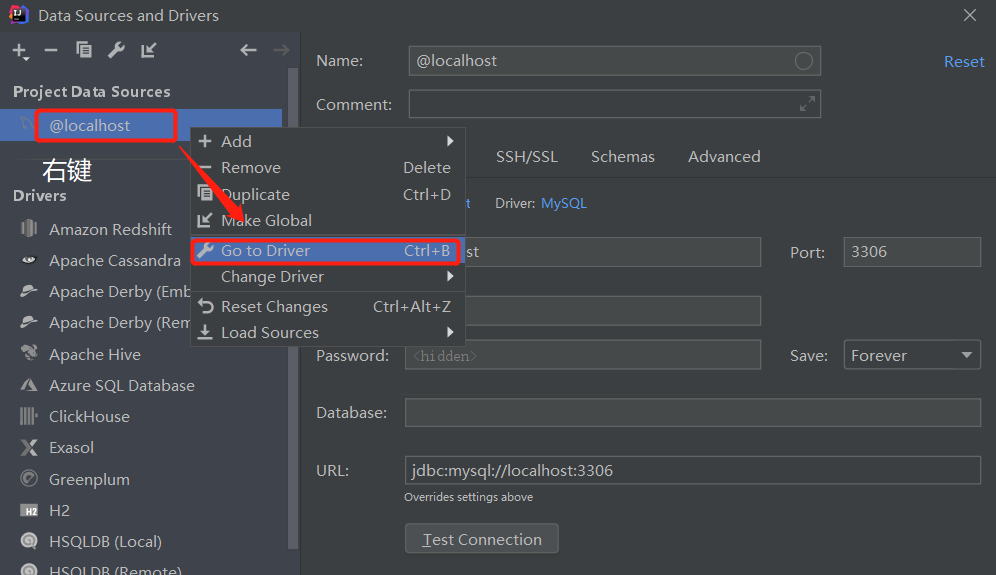 Data Sources and Drivers
Name: @localhost Reset
Comment:
Project Data Sources
@localhost
右键
Add
Remove Delete
Duplicate Ctrl+D
Make Global
Go to Driver Ctrl+B
Change Driver
Reset Changes Ctrl+Alt+Z
Load Sources
SSH/SSL Schemas Advanced
Driver: MySQL
st Port: 3306
Drivers
Amazon Redshift
Apache Cassandra
Apache Derby (Emb
Apache Derby (Rem
Apache Hive
Azure SQL Database
ClickHouse
Exasol
Greenplum
H2
HSQLDB (Local)
HSQLDB (Remote)
Password: <hidden> Save: Forever
Database:
URL: jdbc:mysql://localhost:3306
Overrides settings above
Test Connection